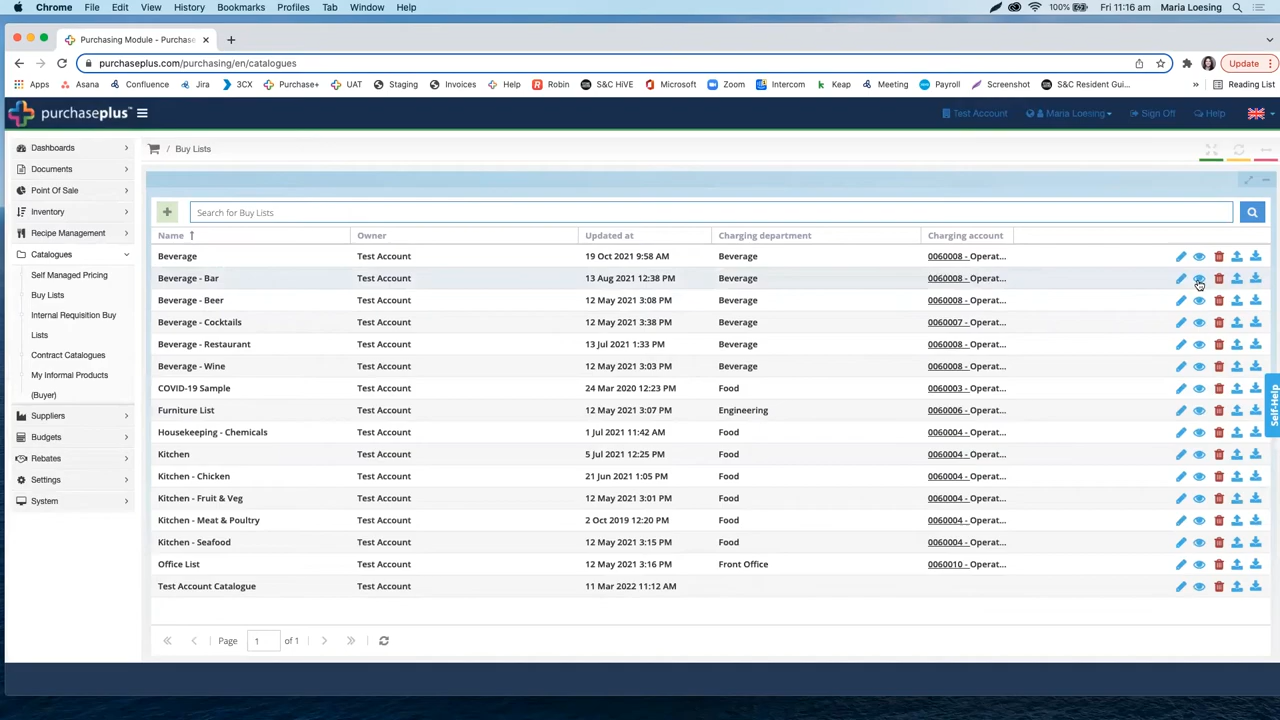 Chrome File Edit View History Bookmarks Profiles Tab Window Help 100% Fri 11:16 am Maria Loesing
Purchasing Module - Purchase
purchaseplus.com/purchasing/en/catalogues Update
Apps Asana Confluence Jira 3CX Purchase+ UAT Staging Invoices Help Robin S&C HiVE Microsoft Zoom Intercom Keap Meeting Payroll Screenshot S&C Resident Gui... » Reading List
purchaseplus™ Test Account Maria Loesing Sign Off Help
Dashboards
Documents
Point Of Sale
Inventory
Recipe Management
Catalogues
Self Managed Pricing
Buy Lists
Internal Requisition Buy
Lists
Contract Catalogues
My Informal Products
(Buyer)
Suppliers
Budgets
Rebates
Settings
System
/ Buy Lists
Search for Buy Lists
Name Owner Updated at Charging department Charging account
Beverage Test Account 19 Oct 2021 9:58 AM Beverage 0060008 - Operat...
Beverage - Bar Test Account 13 Aug 2021 12:38 PM Beverage 0060008 - Operat...
Beverage - Beer Test Account 12 May 2021 3:08 PM Beverage 0060008 - Operat...
Beverage - Cocktails Test Account 12 May 2021 3:38 PM Beverage 0060007 - Operat...
Beverage - Restaurant Test Account 13 Jul 2021 1:33 PM Beverage 0060008 - Operat...
Beverage - Wine Test Account 12 May 2021 3:03 PM Beverage 0060008 - Operat...
COVID-19 Sample Test Account 24 Mar 2020 12:23 PM Food 0060003 - Operat...
Furniture List Test Account 12 May 2021 3:07 PM Engineering 0060006 - Operat...
Housekeeping - Chemicals Test Account 1 Jul 2021 11:42 AM Food 0060004 - Operat...
Kitchen Test Account 5 Jul 2021 12:25 PM Food 0060004 - Operat...
Kitchen - Chicken Test Account 21 Jun 2021 1:05 PM Food 0060004 - Operat...
Kitchen - Fruit & Veg Test Account 12 May 2021 3:01 PM Food 0060004 - Operat...
Kitchen - Meat & Poultry Test Account 2 Oct 2019 12:20 PM Food 0060004 - Operat...
Kitchen - Seafood Test Account 12 May 2021 3:15 PM Food 0060004 - Operat...
Office List Test Account 12 May 2021 3:16 PM Front Office 0060010 - Operat...
Test Account Catalogue Test Account 11 Mar 2022 11:12 AM
Page 1 of 1
Self-Help